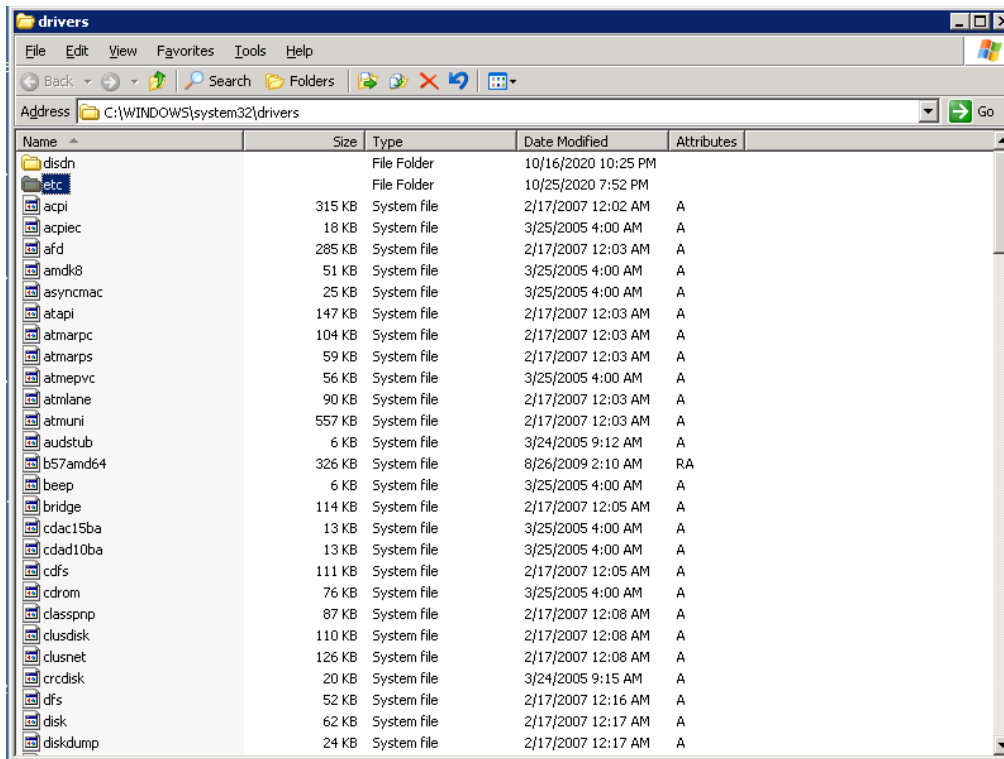 drivers
File Edit View Favorites Tools Help
Back Search Folders
Address C:\WINDOWS\system32\drivers Go
Name Size Type Date Modified Attributes
disdn File Folder 10/16/2020 10:25 PM
etc File Folder 10/25/2020 7:52 PM
acpi 315 KB System file 2/17/2007 12:02 AM A
acpiec 18 KB System file 3/25/2005 4:00 AM A
afd 285 KB System file 2/17/2007 12:03 AM A
amdk8 51 KB System file 3/25/2005 4:00 AM A
asyncmac 25 KB System file 3/25/2005 4:00 AM A
atapi 147 KB System file 2/17/2007 12:03 AM A
atmarpc 104 KB System file 2/17/2007 12:03 AM A
atmarps 59 KB System file 2/17/2007 12:03 AM A
atmepvc 56 KB System file 3/25/2005 4:00 AM A
atmlane 90 KB System file 2/17/2007 12:03 AM A
atmuni 557 KB System file 2/17/2007 12:03 AM A
audstub 6 KB System file 3/24/2005 9:12 AM A
b57amd64 326 KB System file 8/26/2009 2:10 AM RA
beep 6 KB System file 3/25/2005 4:00 AM A
bridge 114 KB System file 2/17/2007 12:05 AM A
cdac15ba 13 KB System file 3/25/2005 4:00 AM A
cdad10ba 13 KB System file 3/25/2005 4:00 AM A
cdfs 111 KB System file 2/17/2007 12:05 AM A
cdrom 76 KB System file 3/25/2005 4:00 AM A
classpnp 87 KB System file 2/17/2007 12:08 AM A
clusdisk 110 KB System file 2/17/2007 12:08 AM A
clusnet 126 KB System file 2/17/2007 12:08 AM A
crcdisk 20 KB System file 3/24/2005 9:15 AM A
dfs 52 KB System file 2/17/2007 12:16 AM A
disk 62 KB System file 2/17/2007 12:17 AM A
diskdump 24 KB System file 2/17/2007 12:17 AM A